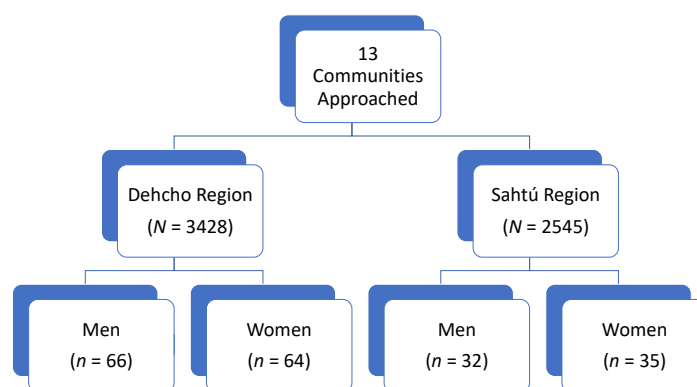 13
Communities
Approached
Dehcho Region
(N = 3428)
Sahtú Region
(N = 2545)
Men
(n = 66)
Women
(n = 64)
Men
(n = 32)
Women
(n = 35)